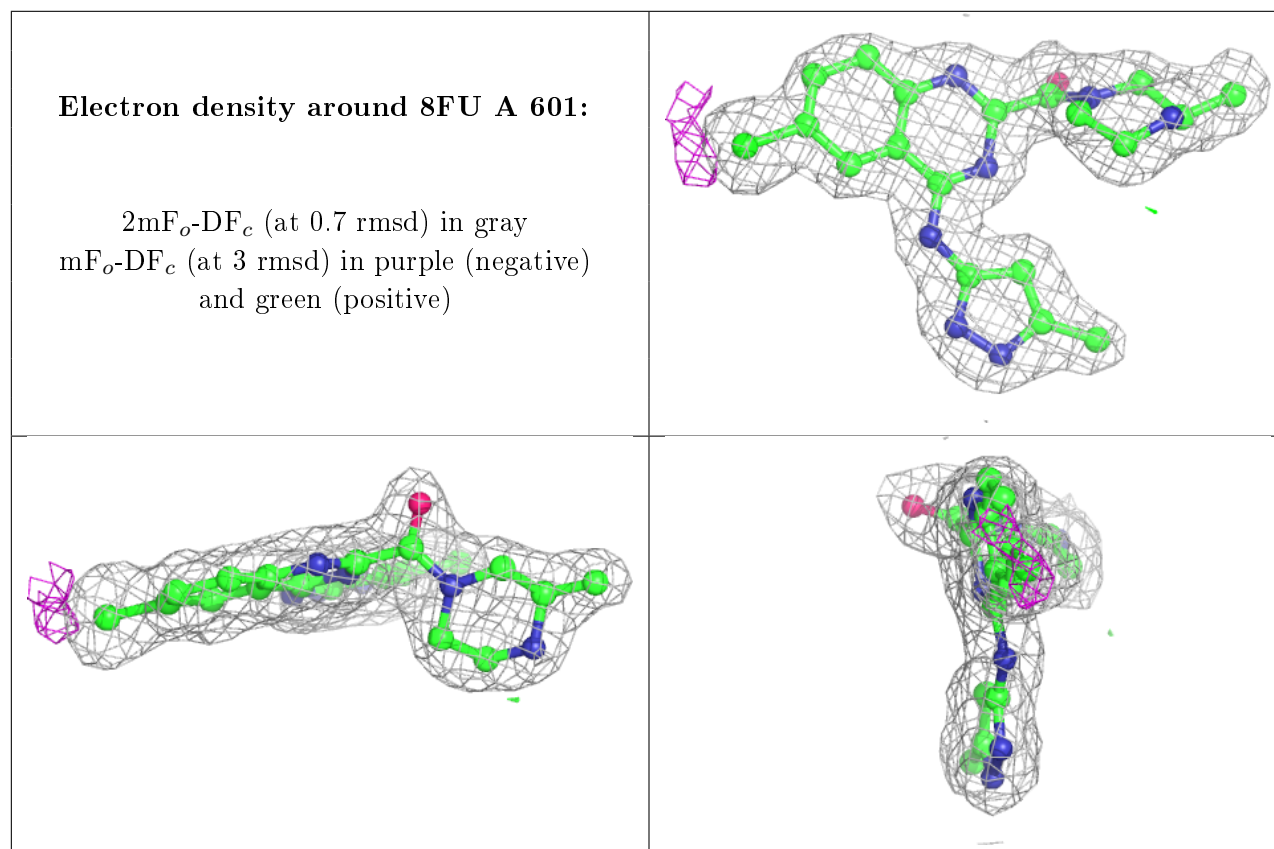 Electron density around 8FU A 601:
2mFo-DFc (at 0.7 rmsd) in gray
mFo-DFc (at 3 rmsd) in purple (negative)
and green (positive)